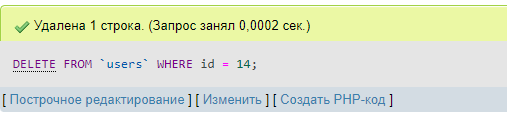 Удалена 1 строка. (Запрос занял 0,0002 сек.)
DELETE FROM `users` WHERE id = 14;
[ Построчное редактирование ] [ Изменить ] [ Создать PHP-код ]